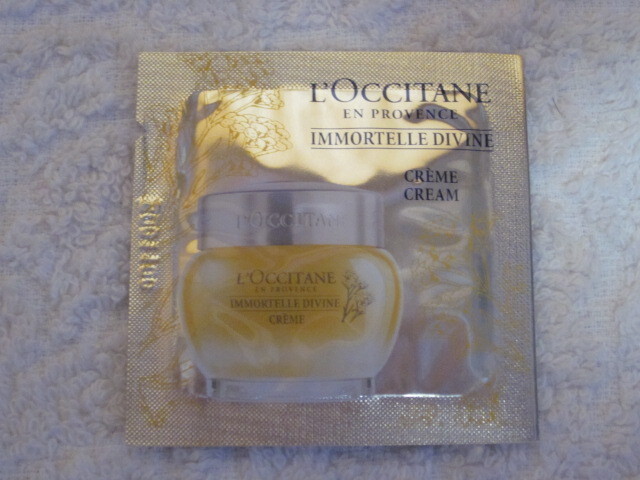 L'OCCITANE
EN PROVENCE
IMMORTELLE DIVINE
CRÈME
CREAM
L'OCCITANE
L'OCCITANE
EN PROVENCE
IMMORTELLE DIVINE
CRÈME